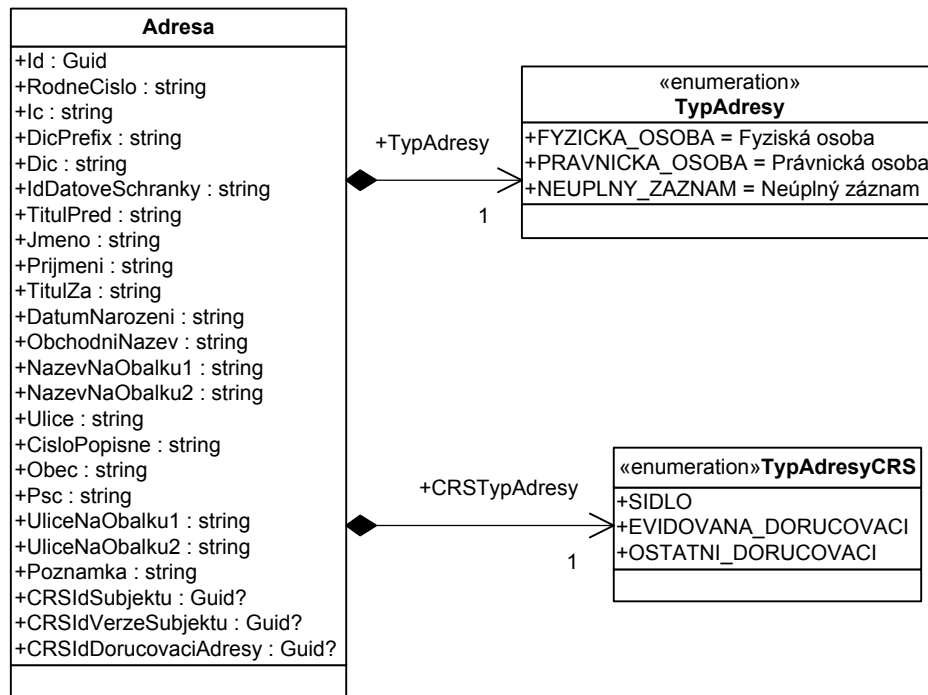 Adresa
+Id : Guid
+RodneCislo : string
+Ic : string
+DicPrefix : string
+Dic : string
+IdDatoveSchranky : string
+TitulPred : string
+Jmeno : string
+Prijmeni : string
+TitulZa : string
+DatumNarozeni : string
+ObchodniNazev : string
+NazevNaObalku1 : string
+NazevNaObalku2 : string
+Ulice : string
+CisloPopisne : string
+Obec : string
+Psc : string
+UliceNaObalku1 : string
+UliceNaObalku2 : string
+Poznamka : string
+CRSIdSubjektu : Guid?
+CRSIdVerzeSubjektu : Guid?
+CRSIdDorucovaciAdresy : Guid?
+TypAdresy
1
«enumeration»
TypAdresy
+FYZICKA_OSOBA = Fyziská osoba
+PRAVNICKA_OSOBA = Právnická osoba
+NEUPLNY_ZAZNAM = Neúplný záznam
+CRSTypAdresy
1
«enumeration»TypAdresyCRS
+SIDLO
+EVIDOVANA_DORUCOVACI
+OSTATNI_DORUCOVACI